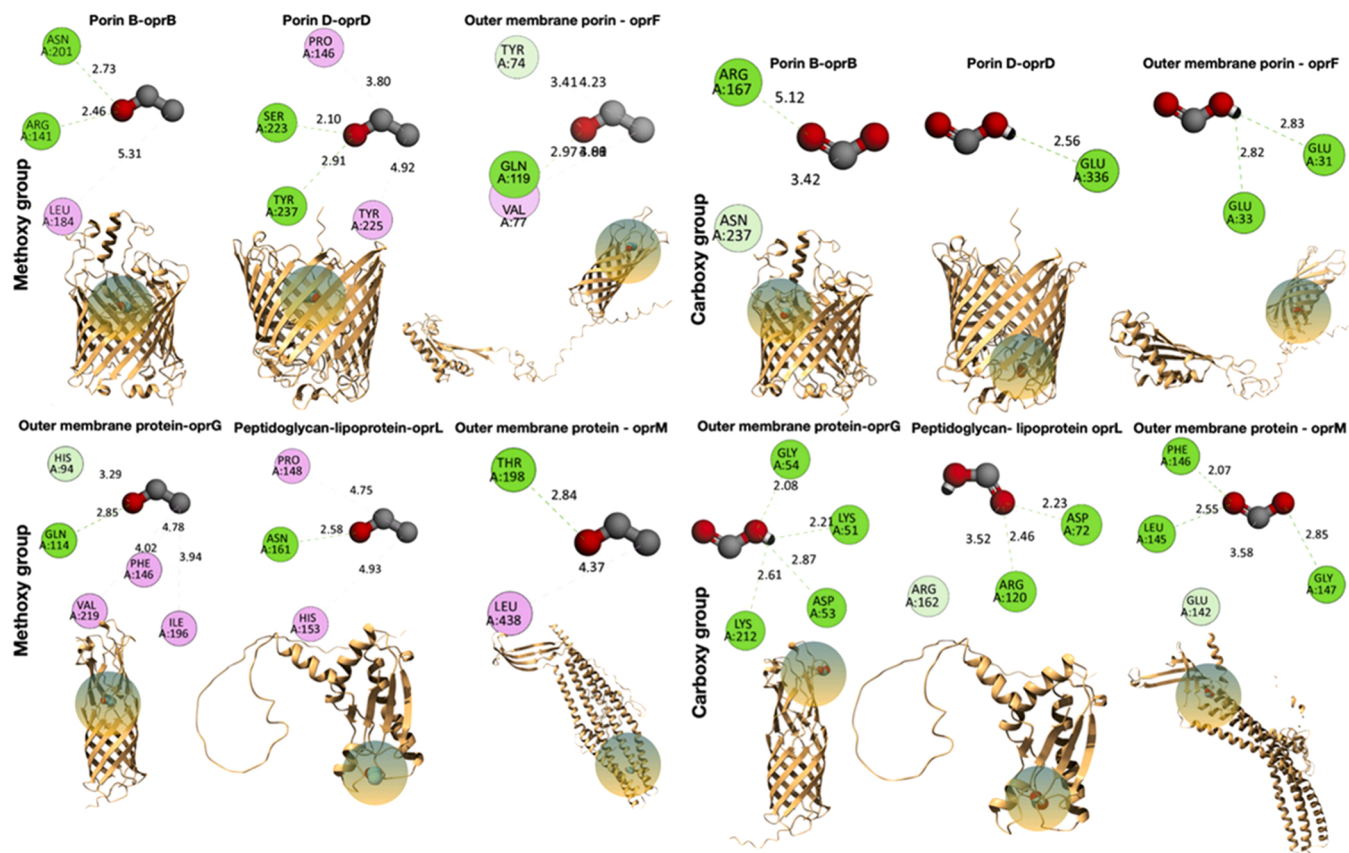 Porin B-oprB
Porin D-oprD
Outer membrane porin - oprF
ASN
A:201
2.73
2.46
ARG
A:141
5.31
LEU
A:184
PRO
A:146
3.80
SER
A:223
2.10
2.91
4.92
TYR
A:237
TYR
A:225
TYR
A:74
3.41 4.23
2.97
GLN
A:119
VAL
A:77
Methoxy group
Porin B-oprB
Porin D-oprD
Outer membrane porin - oprF
ARG
A:167
5.12
3.42
ASN
A:237
2.56
GLU
A:336
2.83
GLU
A:31
2.82
GLU
A:33
Carboxy group
Outer membrane protein-oprG
Peptidoglycan-lipoprotein-oprL
Outer membrane protein - oprM
HIS
A:94
3.29
2.85
GLN
A:114
4.78
4.02
3.94
PHE
A:146
VAL
A:219
ILE
A:196
PRO
A:148
4.75
ASN
A:161
2.58
4.93
HIS
A:153
THR
A:198
2.84
4.37
LEU
A:438
Methoxy group
Outer membrane protein-oprG
Peptidoglycan- lipoprotein oprL
Outer membrane protein - oprM
GLY
A:54
2.08
2.21
LYS
A:51
2.87
2.61
ASP
A:53
LYS
A:212
2.23
ASP
A:72
3.52
2.46
ARG
A:162
ARG
A:120
PHE
A:146
2.07
2.55
LEU
A:145
2.85
3.58
GLY
A:147
GLU
A:142
Carboxy group